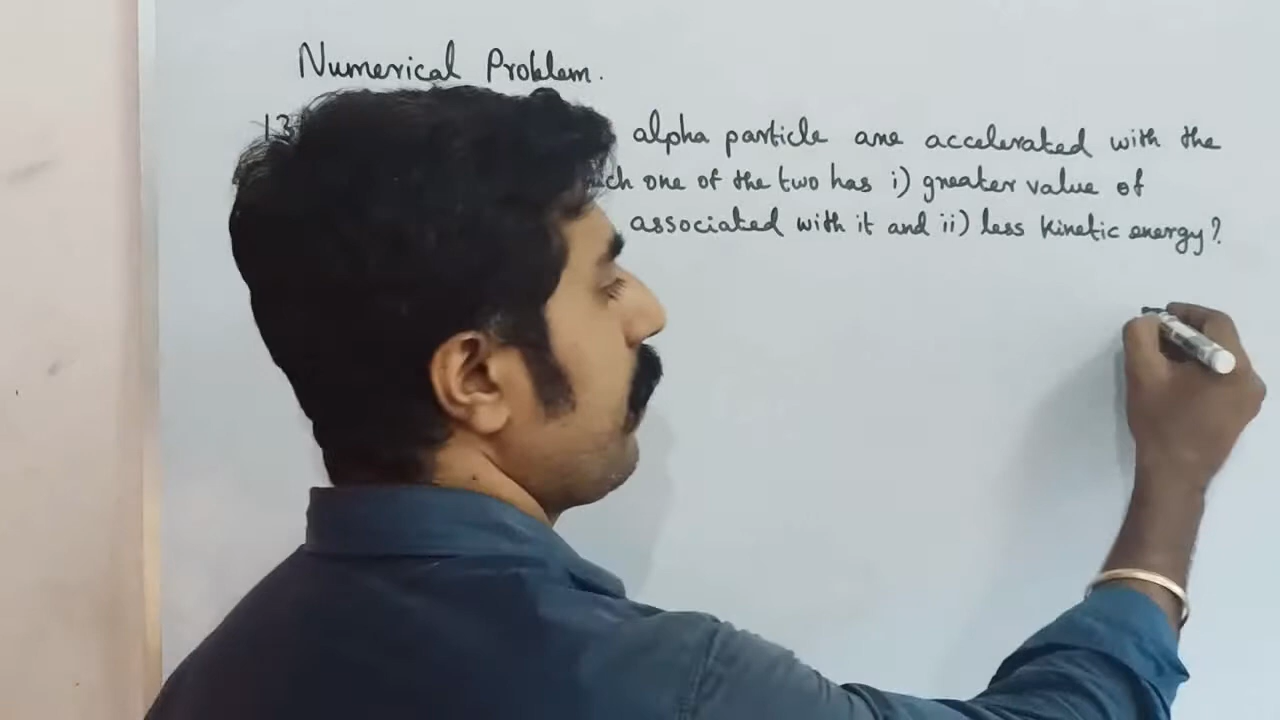 Numerical Problem.
13 alpha particle are accelerated with the
one of the two has i) greater value of
associated with it and ii) less kinetic energy?